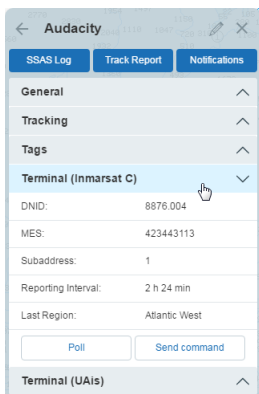 Audacity
SSAS Log Track Report Notifications
General
Tracking
Tags
Terminal (Inmarsat C)
DNID: 8876.004
MES: 423443113
Subaddress: 1
Reporting Interval: 2 h 24 min
Last Region: Atlantic West
Poll Send command
Terminal (UAis)